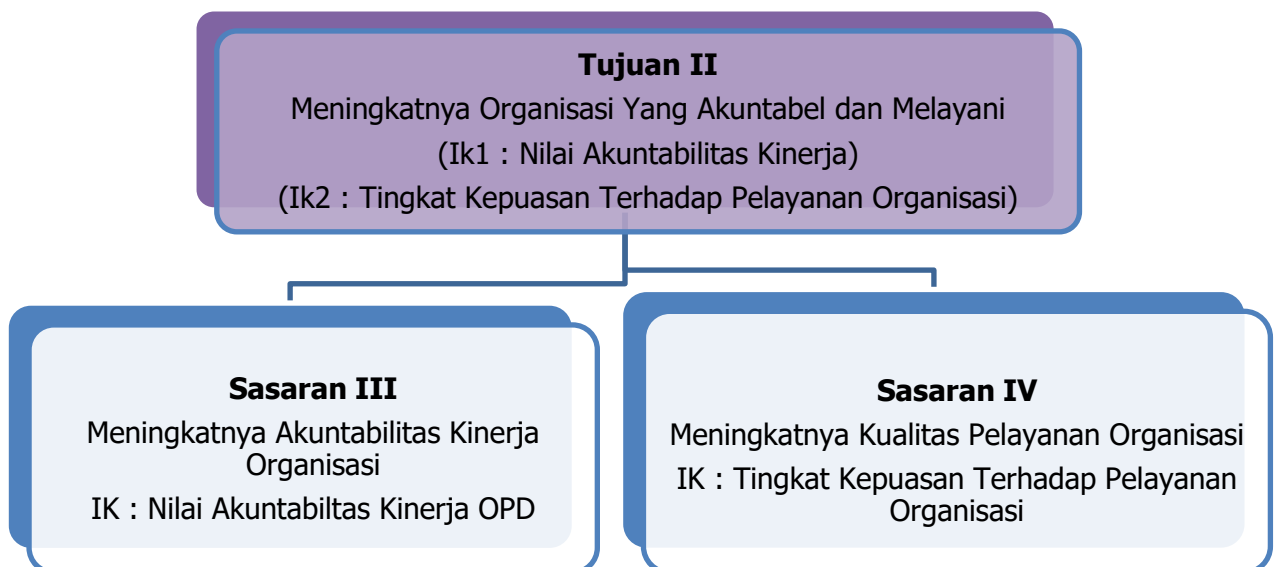 Tujuan II
Meningkatnya Organisasi Yang Akuntabel dan Melayani
(Ik1 : Nilai Akuntabilitas Kinerja)
(Ik2 : Tingkat Kepuasan Terhadap Pelayanan Organisasi)
Sasaran III
Meningkatnya Akuntabilitas Kinerja
Organisasi
IK : Nilai Akuntabiltas Kinerja OPD
Sasaran IV
Meningkatnya Kualitas Pelayanan Organisasi
IK : Tingkat Kepuasan Terhadap Pelayanan
Organisasi